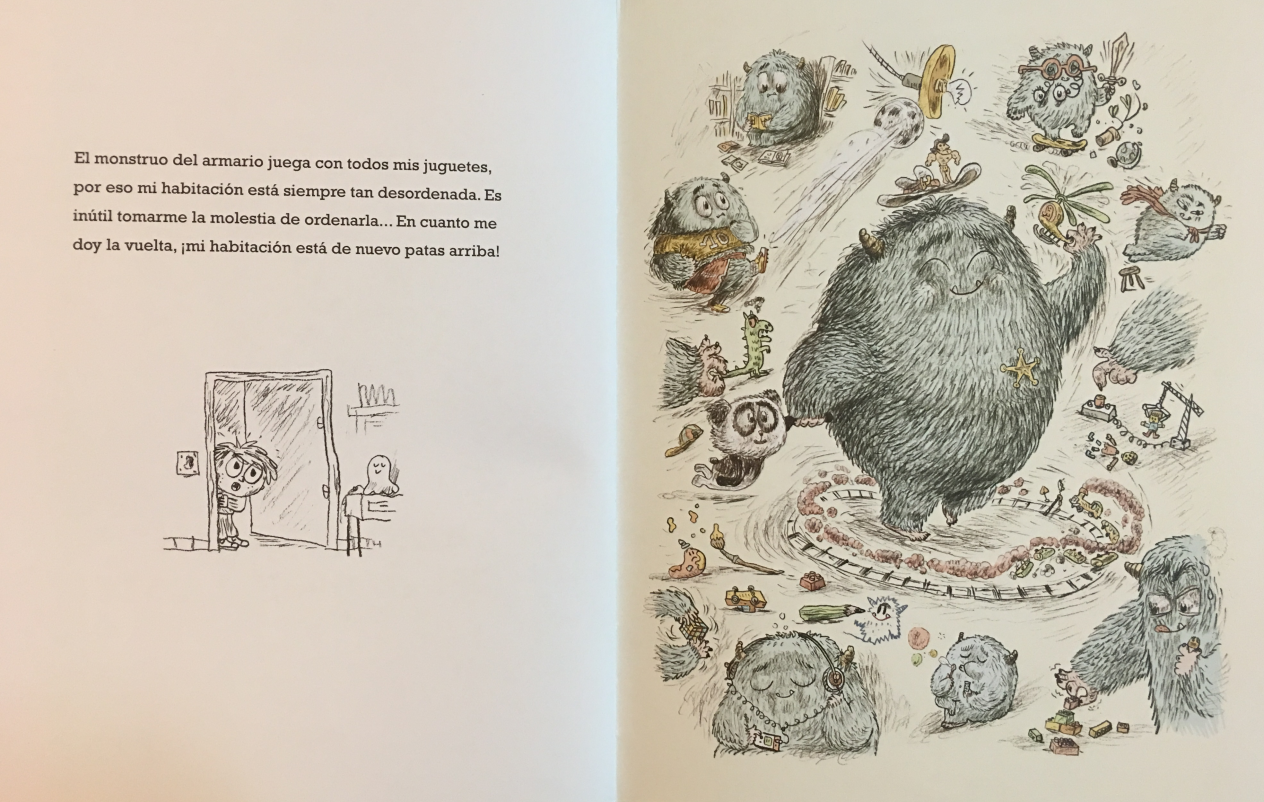 El monstruo del armario juega con todos mis juguetes,
por eso mi habitación está siempre tan desordenada. Es
inútil tomarme la molestia de ordenarla... En cuanto me
doy la vuelta, ¡mi habitación está de nuevo patas arriba!
10